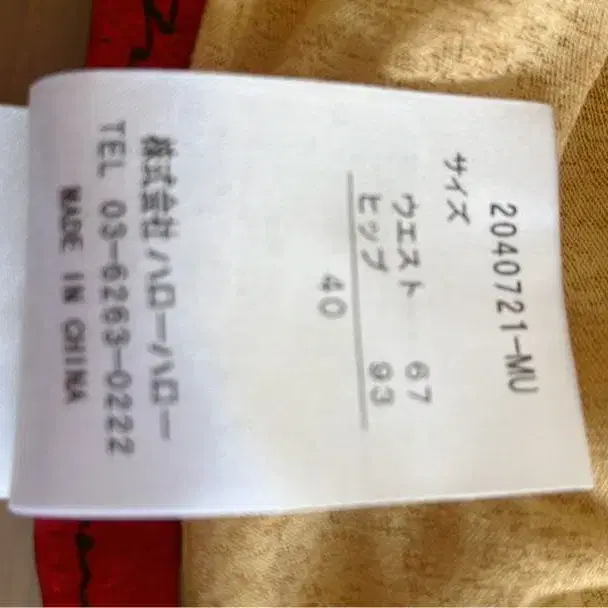 2040721-MU
サイズ
ウエスト 67
ヒップ 93
40
株式会社ハローハロー
TEL 03-6263-0222
MADE IN CHINA